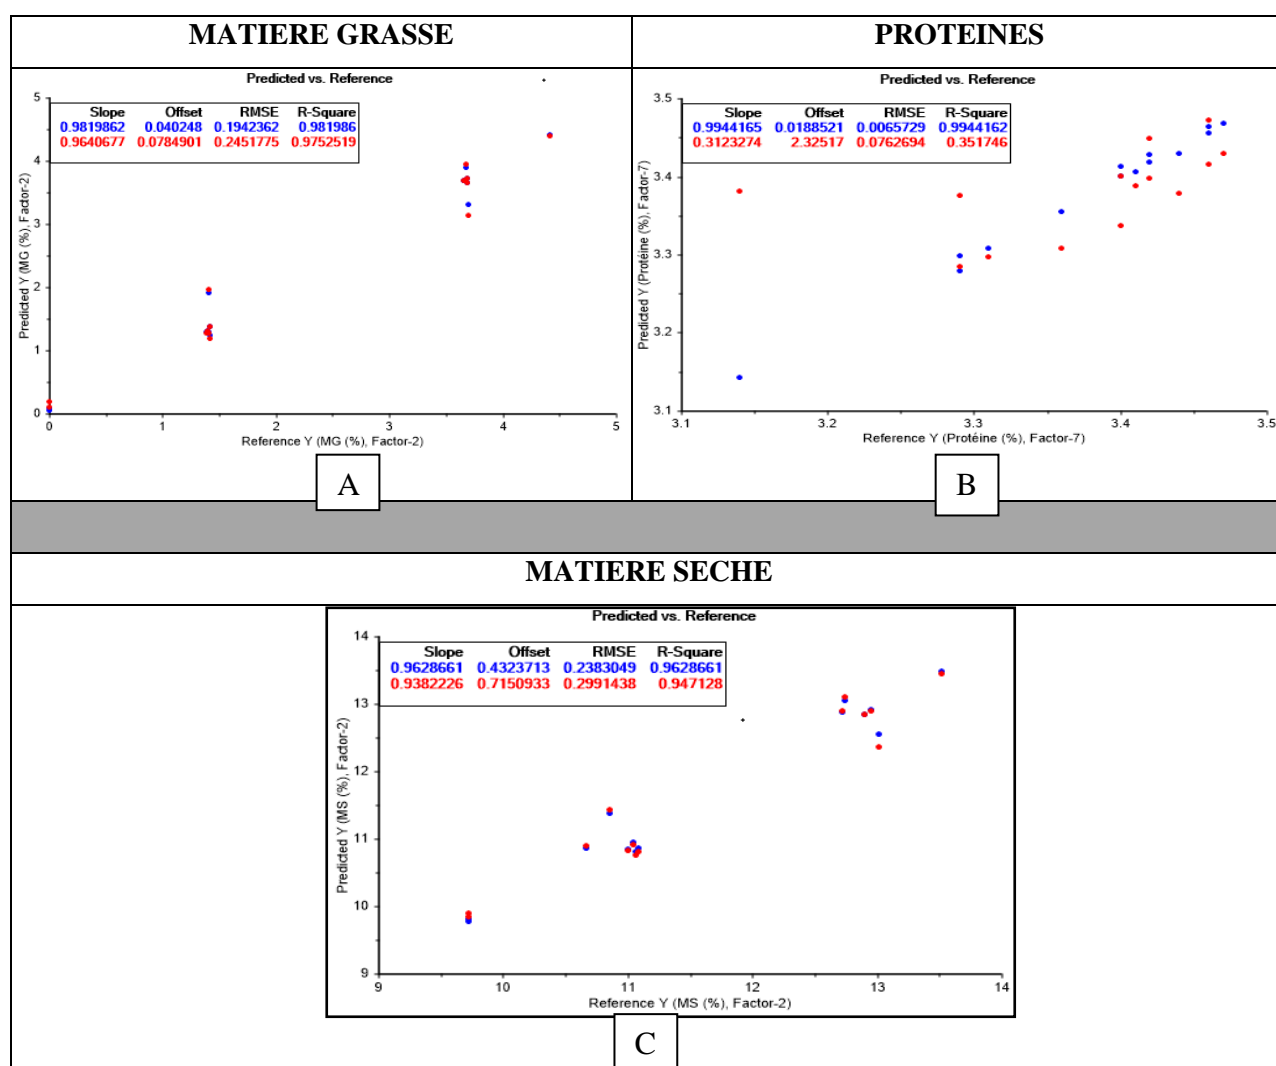 MATIERE GRASSE
PROTEINES
Predicted vs. Reference
Slope Offset RMSE R-Square
0.9819862 0.040248 0.1942362 0.981986
0.9640677 0.0784901 0.2451775 0.9752519
5
4
3
2
1
0
Predicted Y (MG (%), Factor-2)
0 1 2 3 4 5
Reference Y (MG (%), Factor-2)
A
Predicted vs. Reference
Slope Offset RMSE R-Square
0.9944165 0.0188521 0.0065729 0.9944162
0.3123274 2.32517 0.0762694 0.351746
3.5
3.4
3.3
3.2
3.1
Predicted Y (Protéine (%), Factor-7)
3.1 3.2 3.3 3.4 3.5
Reference Y (Protéine (%), Factor-7)
B
MATIERE SECHE
Predicted vs. Reference
Slope Offset RMSE R-Square
0.9628661 0.4323713 0.2383049 0.9628661
0.9382226 0.7150933 0.2991438 0.947128
14
13
12
11
10
9
Predicted Y (MS (%), Factor-2)
9 10 11 12 13 14
Reference Y (MS (%), Factor-2)
C